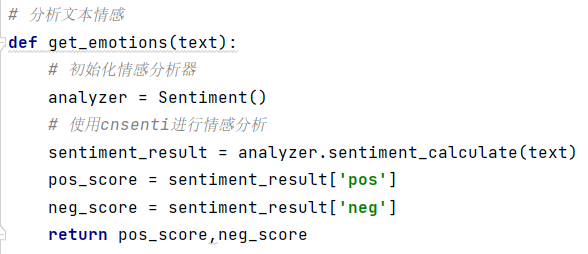 # 分析文本情感
def get_emotions(text):
    # 初始化情感分析器
    analyzer = Sentiment()
    # 使用cnsenti进行情感分析
    sentiment_result = analyzer.sentiment_calculate(text)
    pos_score = sentiment_result['pos']
    neg_score = sentiment_result['neg']
    return pos_score,neg_score